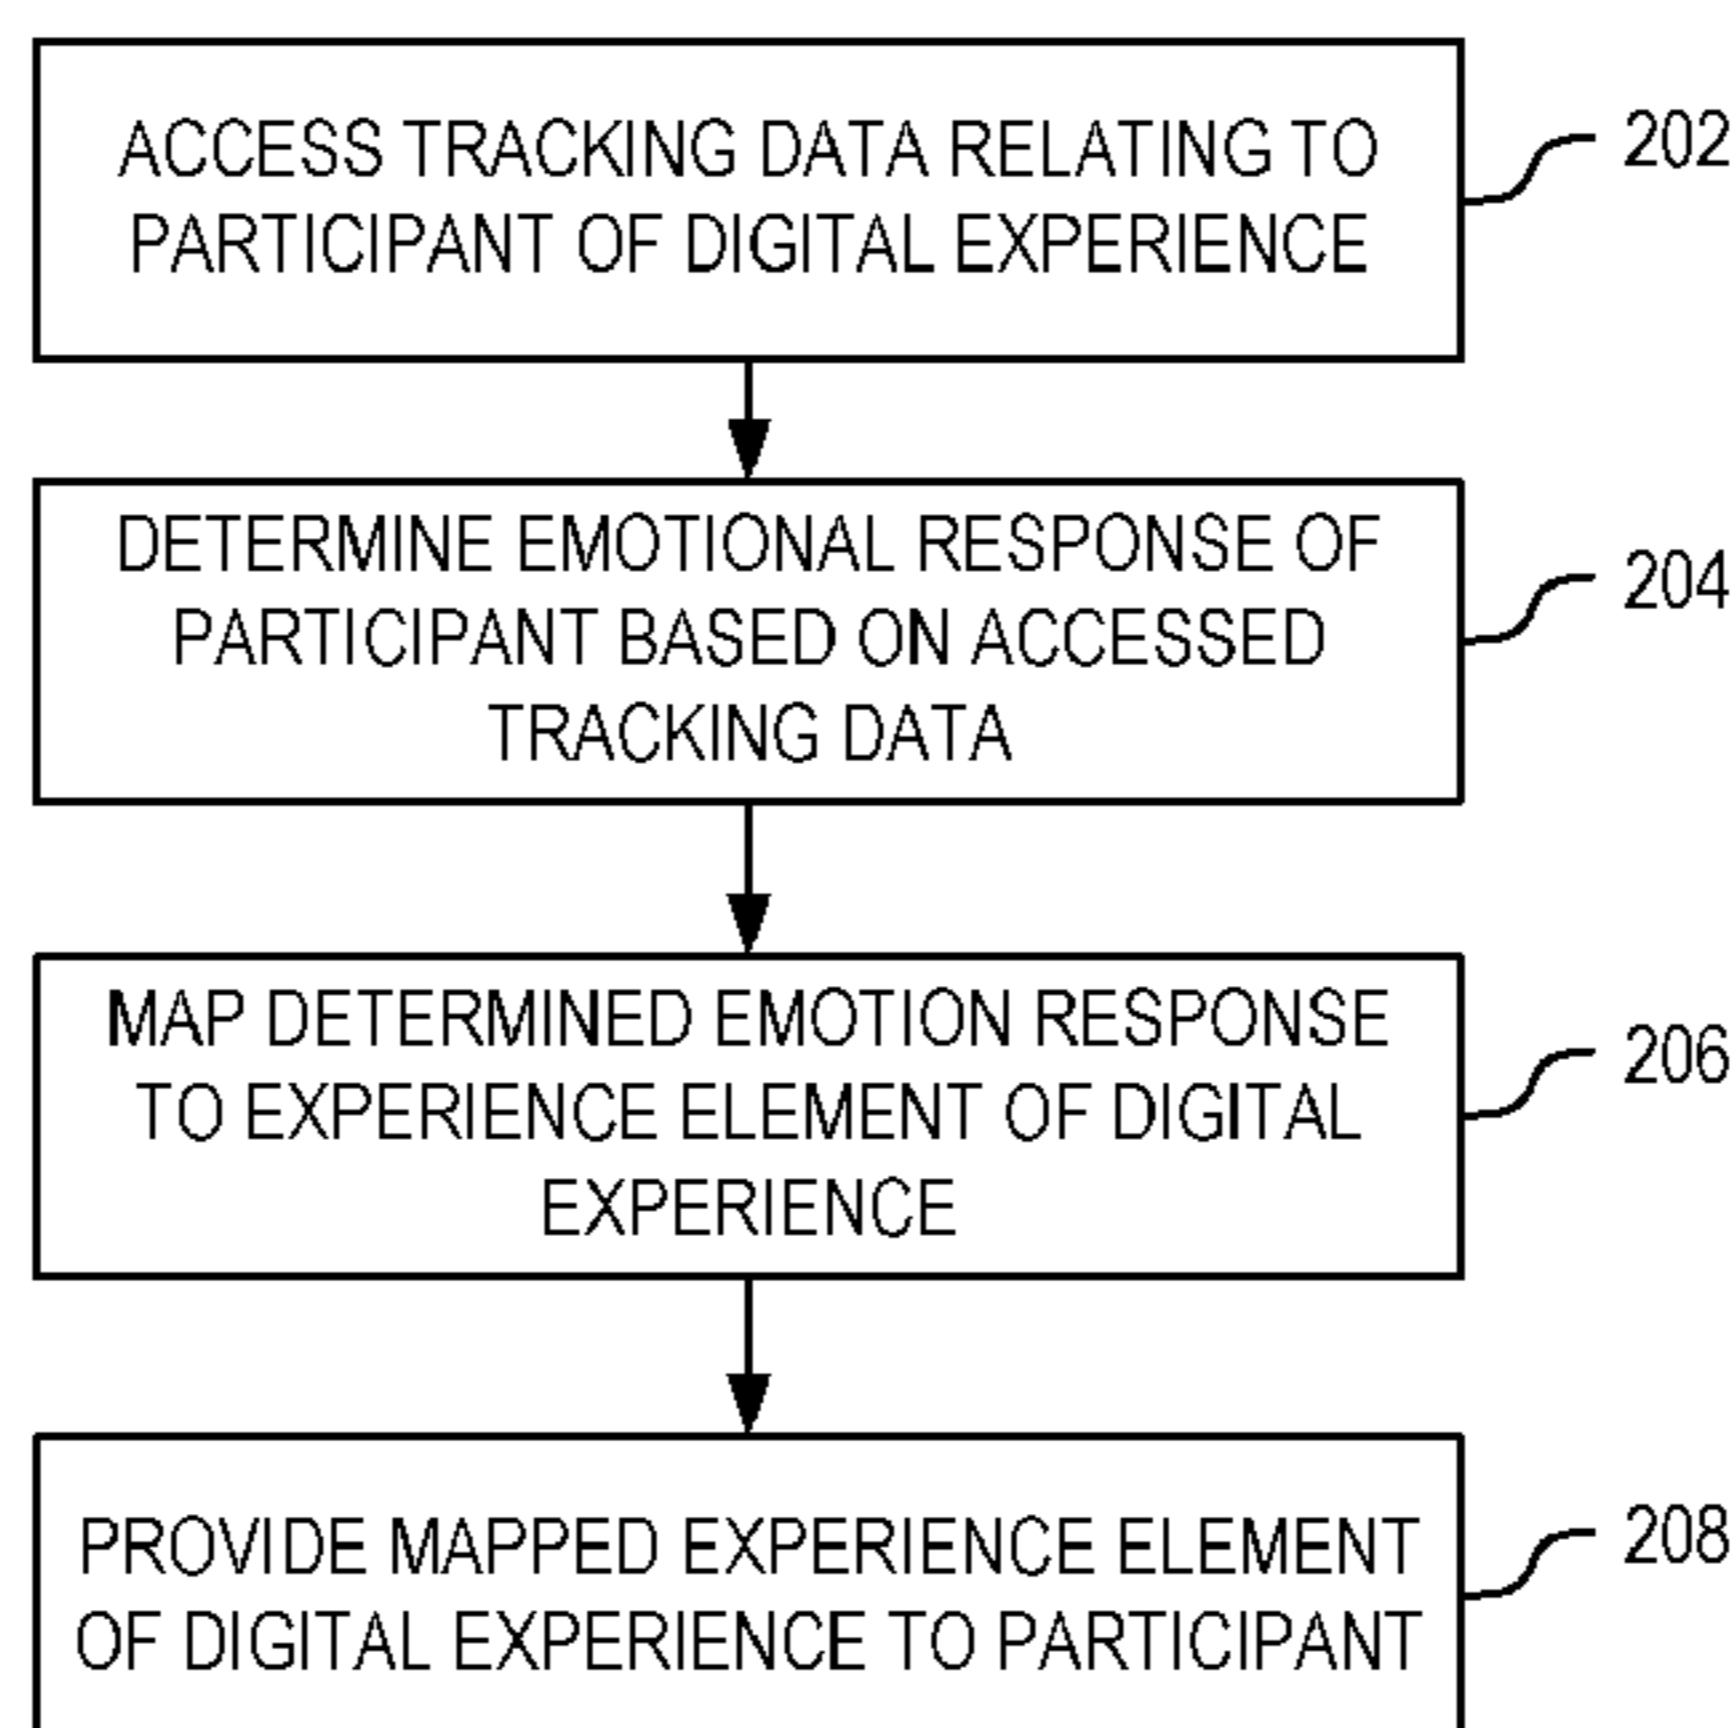 ACCESS TRACKING DATA RELATING TO
PARTICIPANT OF DIGITAL EXPERIENCE
202
DETERMINE EMOTIONAL RESPONSE OF
PARTICIPANT BASED ON ACCESSED
TRACKING DATA
204
MAP DETERMINED EMOTION RESPONSE
TO EXPERIENCE ELEMENT OF DIGITAL
EXPERIENCE
206
PROVIDE MAPPED EXPERIENCE ELEMENT
OF DIGITAL EXPERIENCE TO PARTICIPANT
208